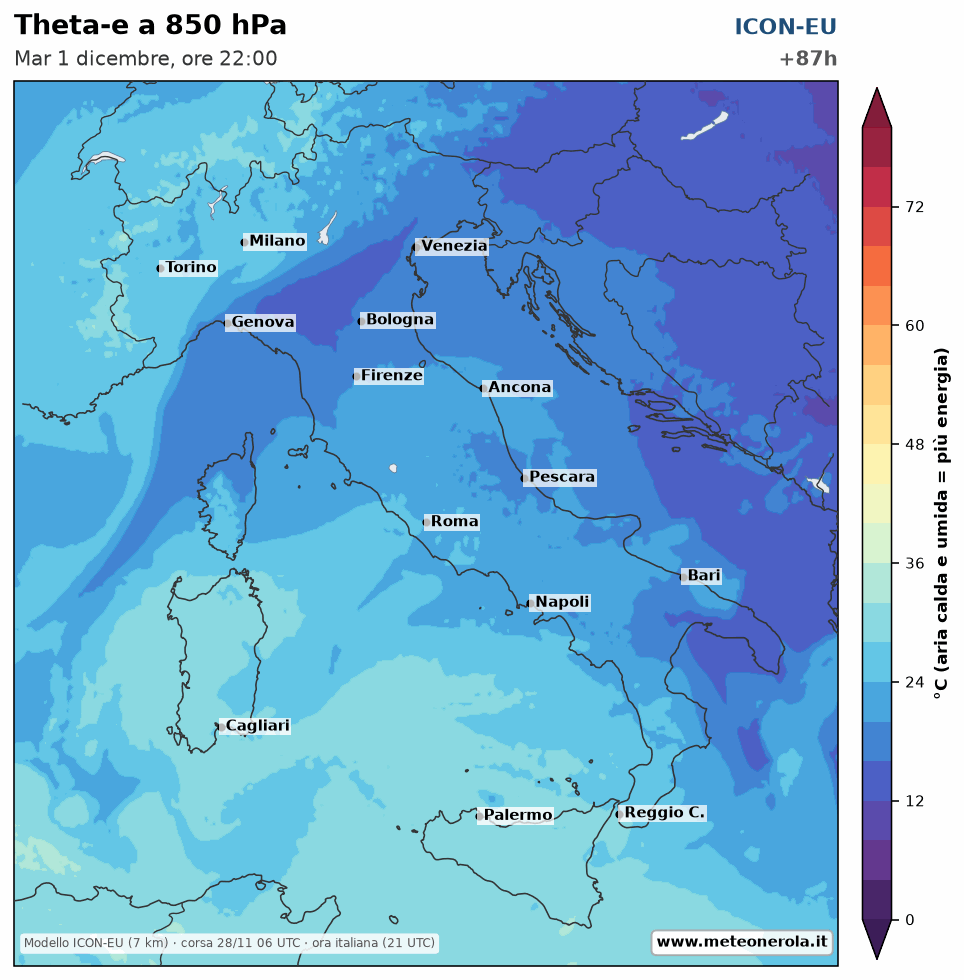 Theta-e a 850 hPa
ICON-EU
Mar 1 dicembre, ore 22:00
+87h
Milano
Venezia
Torino
Genova
Bologna
Firenze
Ancona
Pescara
Roma
Bari
Napoli
Cagliari
Palermo
Reggio C.
72
60
48
36
24
12
0
°C (aria calda e umida = più energia)
Modello ICON-EU (7 km) · corsa 28/11 06 UTC · ora italiana (21 UTC)
www.meteonerola.it